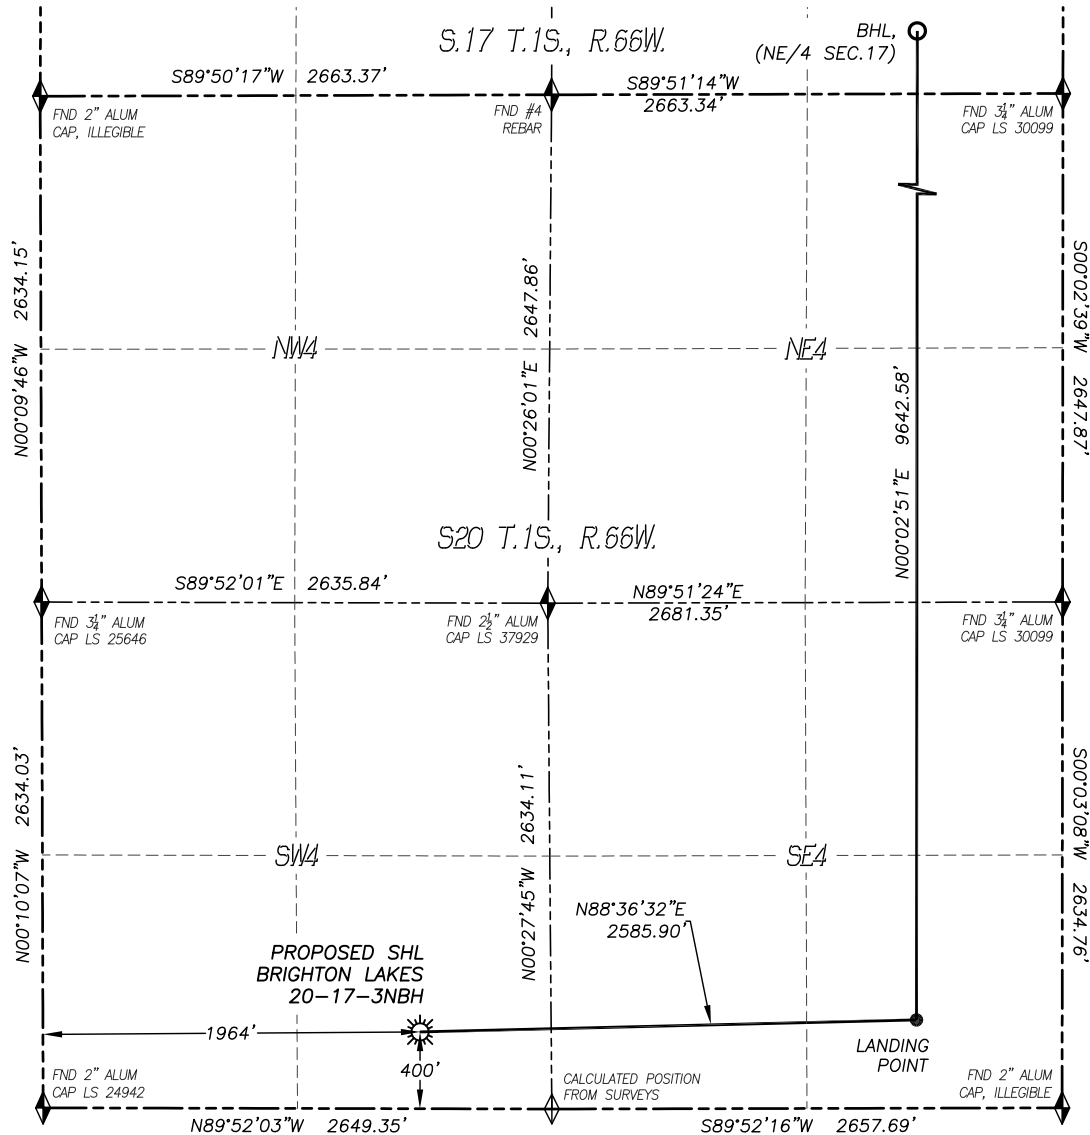 S.17 T.1S., R.66W.
BHL,
(NE/4 SEC.17)
S89°50'17"W 2663.37'
S89°51'14"W
2663.34'
FND 2" ALUM
CAP, ILLEGIBLE
FND #4
REBAR
FND 3¼" ALUM
CAP LS 30099
N00°09'46"W 2634.15'
N00°26'01"E 2647.86'
S00°02'39"W 2647.87'
NW4
NE4
N00°02'51"E 9642.58'
S20 T.1S., R.66W.
S89°52'01"E 2635.84'
N89°51'24"E
2681.35'
FND 3¼" ALUM
CAP LS 25646
FND 2½" ALUM
CAP LS 37929
FND 3¼" ALUM
CAP LS 30099
N00°10'07"W 2634.03'
N00°27'45"W 2634.11'
S00°03'08"W 2634.76'
SW4
SE4
N88°36'32"E
2585.90'
PROPOSED SHL
BRIGHTON LAKES
20-17-3NBH
1964'
400'
LANDING
POINT
FND 2" ALUM
CAP LS 24942
CALCULATED POSITION
FROM SURVEYS
FND 2" ALUM
CAP, ILLEGIBLE
N89°52'03"W 2649.35'
S89°52'16"W 2657.69'